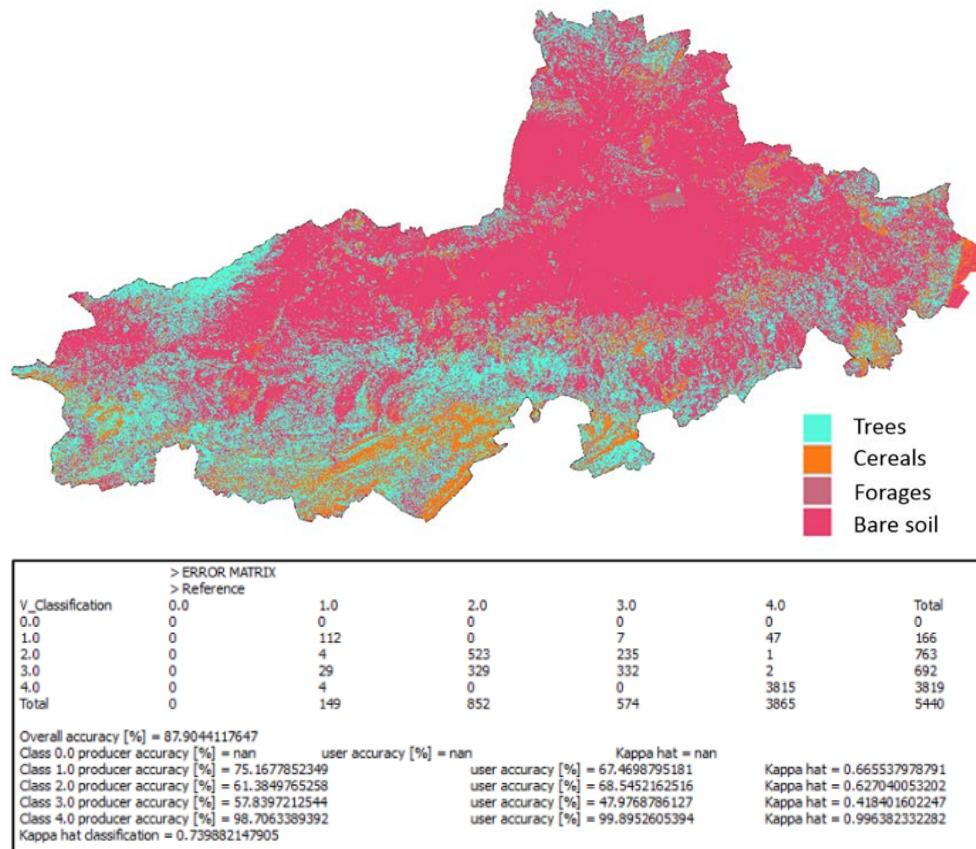 Trees
Cereals
Forages
Bare soil
> ERROR MATRIX
> Reference
V_Classification 0.0 1.0 2.0 3.0 4.0 Total
0.0 0 0 0 0 0 0
1.0 0 112 0 7 47 166
2.0 0 4 523 235 1 763
3.0 0 29 329 332 2 692
4.0 0 4 0 0 3815 3819
Total 0 149 852 574 3865 5440
Overall accuracy [%] = 87.9044117647
Class 0.0 producer accuracy [%] = nan user accuracy [%] = nan Kappa hat = nan
Class 1.0 producer accuracy [%] = 75.1677852349 user accuracy [%] = 67.4698795181 Kappa hat = 0.665537978791
Class 2.0 producer accuracy [%] = 61.3849765258 user accuracy [%] = 68.5452162516 Kappa hat = 0.627040053202
Class 3.0 producer accuracy [%] = 57.8397212544 user accuracy [%] = 47.9768786127 Kappa hat = 0.418401602247
Class 4.0 producer accuracy [%] = 98.7063389392 user accuracy [%] = 99.8952605394 Kappa hat = 0.996382332282
Kappa hat classification = 0.739882147905